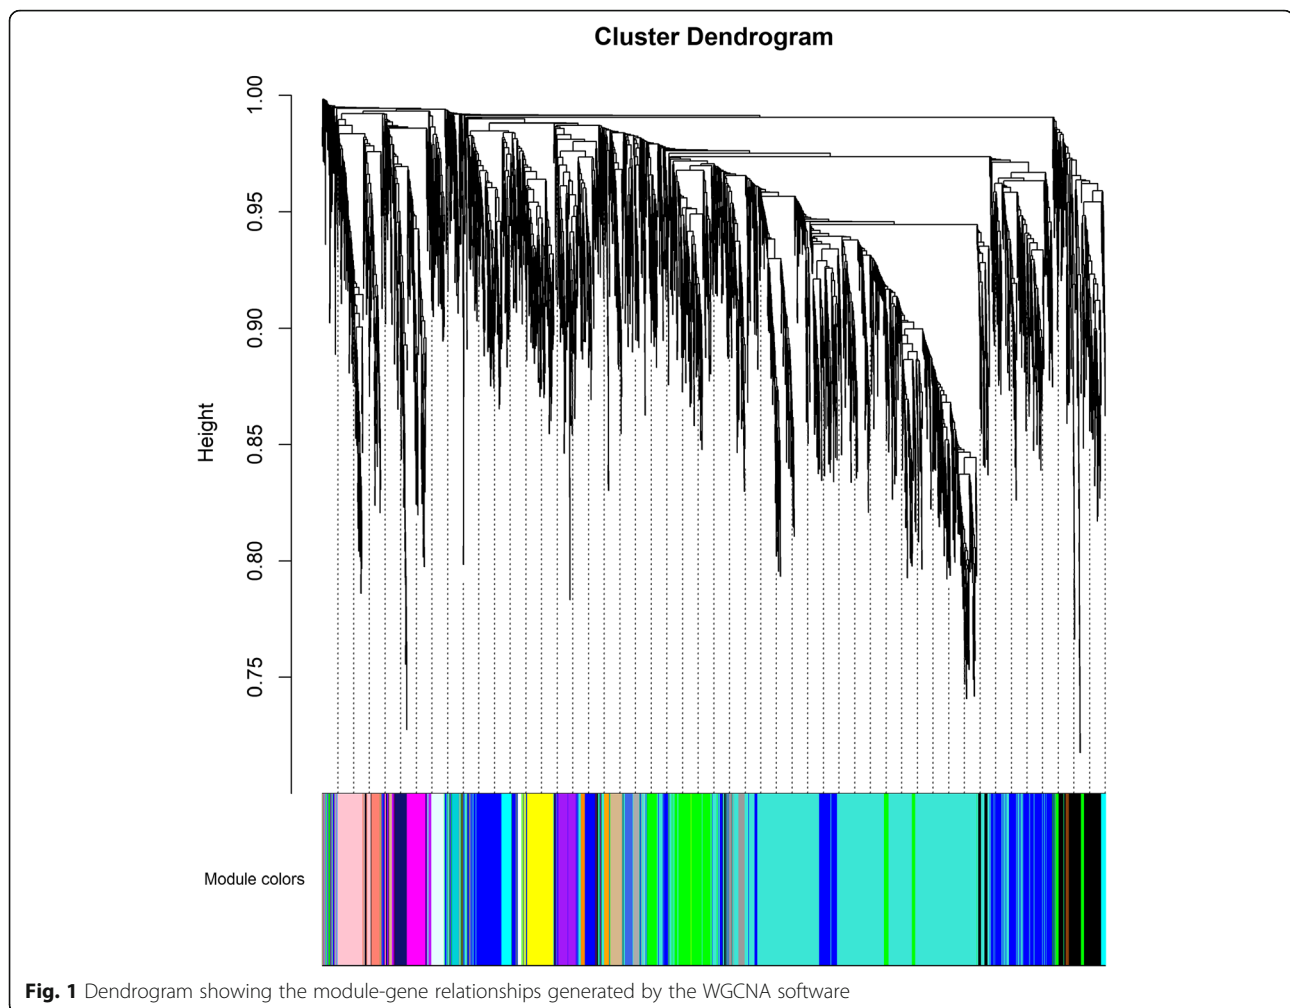 Cluster Dendrogram
1.00
0.95
0.90
0.85
0.80
0.75
Height
Module colors
Fig. 1 Dendrogram showing the module-gene relationships generated by the WGCNA software